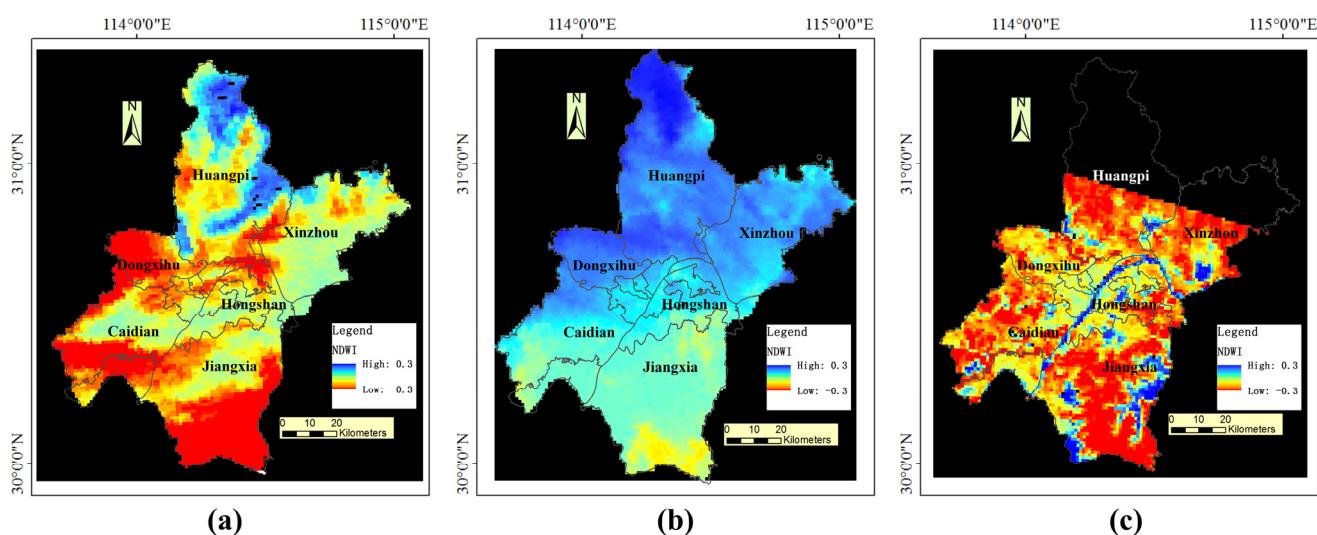 114°0'0"E
115°0'0"E
31°0'0"N
30°0'0"N
N
Huangpi
Xinzhou
Dongxihu
Hongshan
Caidian
Jiangxia
Legend
NDWI
High: 0.3
Low: 0.3
0 10 20
Kilometers
(a)
114°0'0"E
115°0'0"E
31°0'0"N
30°0'0"N
N
Huangpi
Xinzhou
Dongxihu
Hongshan
Caidian
Jiangxia
Legend
NDWI
High: 0.3
Low: -0.3
0 10 20
Kilometers
(b)
114°0'0"E
115°0'0"E
31°0'0"N
30°0'0"N
N
Huangpi
Xinzhou
Dongxihu
Hongshan
Caidian
Jiangxia
Legend
NDWI
High: 0.3
Low: -0.3
0 10 20
Kilometers
(c)